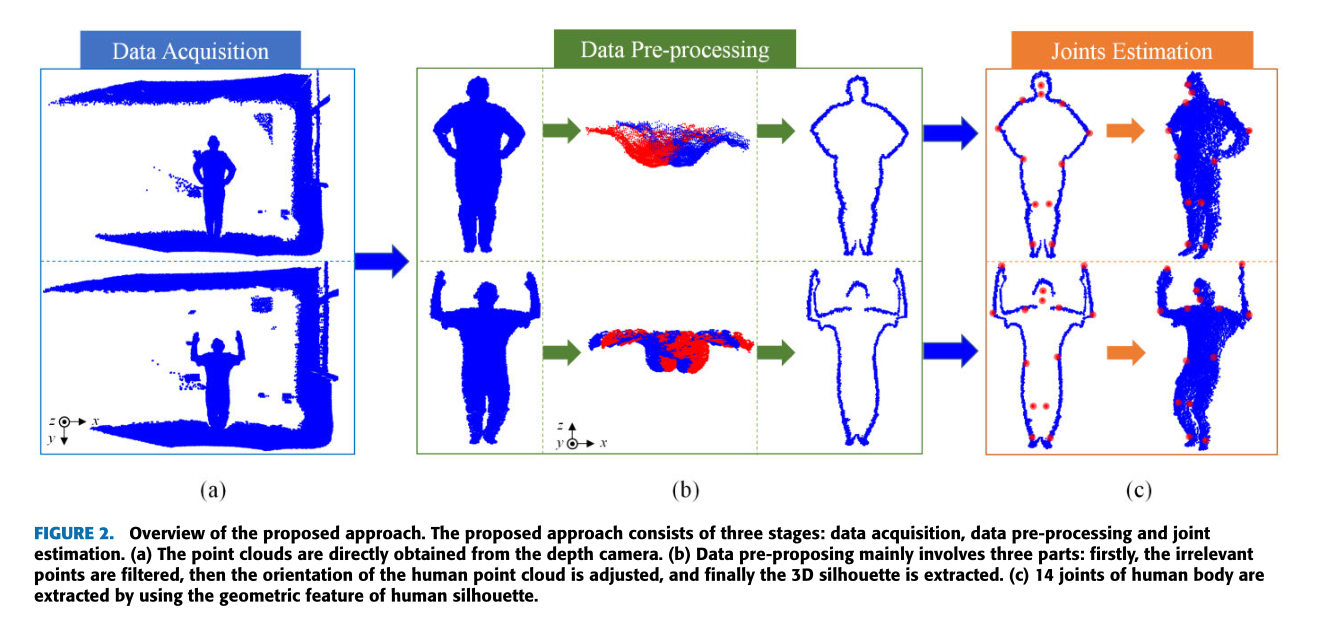 Data Acquisition
Data Pre-processing
Joints Estimation
z x
y
z
y x
(a)
(b)
(c)
FIGURE 2. Overview of the proposed approach. The proposed approach consists of three stages: data acquisition, data pre-processing and joint
estimation. (a) The point clouds are directly obtained from the depth camera. (b) Data pre-proposing mainly involves three parts: firstly, the irrelevant
points are filtered, then the orientation of the human point cloud is adjusted, and finally the 3D silhouette is extracted. (c) 14 joints of human body are
extracted by using the geometric feature of human silhouette.